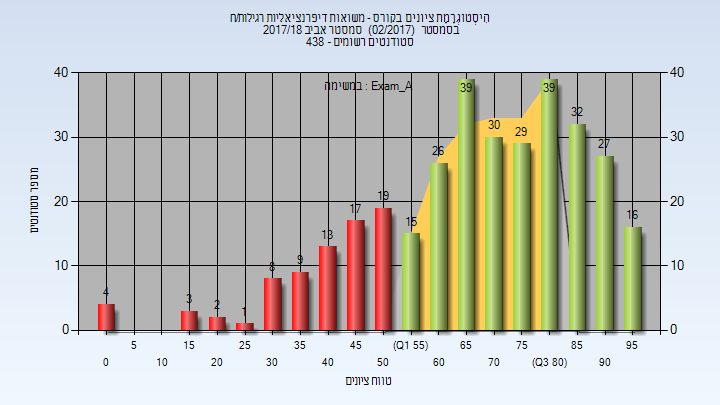 היסטוגרמת ציונים בקורס - משוואות דיפרנציאליות רגילות/ח
בסמסטר (02/2017) סמסטר אביב 2017/18
סטודנטים רשומים - 438
במשימה : Exam_A
40 40
30 30
20 20
10 10
0 0
מספר סטודנטים
4 3 2 1 8 9 13 17 19 15 26 39 30 29 39 32 27 16
5 15 25 35 45 (Q1 55) 65 75 85 95
0 10 20 30 40 50 60 70 (Q3 80) 90
טווח ציונים